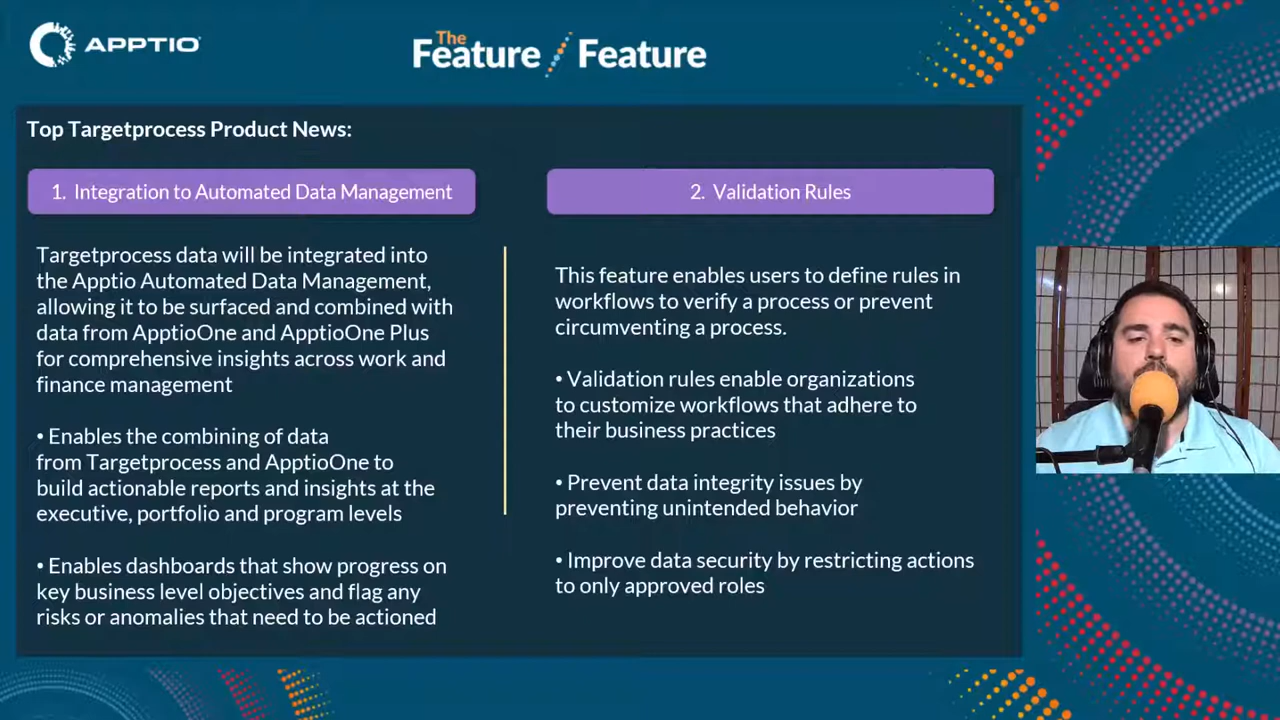 APPTIO
The
Feature / Feature
Top Targetprocess Product News:
1. Integration to Automated Data Management
Targetprocess data will be integrated into
the Apptio Automated Data Management,
allowing it to be surfaced and combined with
data from ApptioOne and ApptioOne Plus
for comprehensive insights across work and
finance management
• Enables the combining of data
from Targetprocess and ApptioOne to
build actionable reports and insights at the
executive, portfolio and program levels
• Enables dashboards that show progress on
key business level objectives and flag any
risks or anomalies that need to be actioned
2. Validation Rules
This feature enables users to define rules in
workflows to verify a process or prevent
circumventing a process.
• Validation rules enable organizations
to customize workflows that adhere to
their business practices
• Prevent data integrity issues by
preventing unintended behavior
• Improve data security by restricting actions
to only approved roles